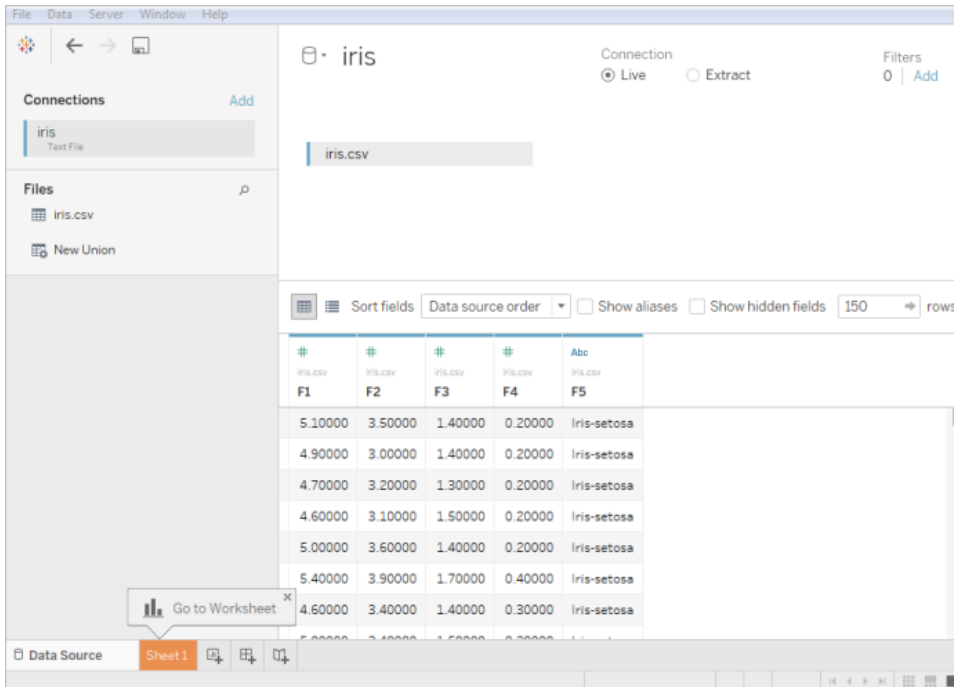 File Data Server Window Help
iris
Connection
Filters
Live Extract
0 Add
Connections Add
iris
Text File
iris.csv
Files
iris.csv
New Union
Sort fields Data source order Show aliases Show hidden fields 150 rows
Abc
iris.csv iris.csv iris.csv iris.csv iris.csv
F1 F2 F3 F4 F5
5.10000 3.50000 1.40000 0.20000 Iris-setosa
4.90000 3.00000 1.40000 0.20000 Iris-setosa
4.70000 3.20000 1.30000 0.20000 Iris-setosa
4.60000 3.10000 1.50000 0.20000 Iris-setosa
5.00000 3.60000 1.40000 0.20000 Iris-setosa
5.40000 3.90000 1.70000 0.40000 Iris-setosa
4.60000 3.40000 1.40000 0.30000 Iris-setosa
Go to Worksheet
Data Source Sheet 1